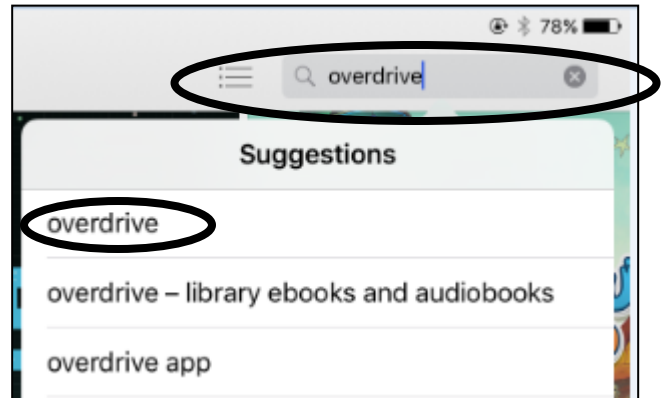 78%
overdrive
Suggestions
overdrive
overdrive – library ebooks and audiobooks
overdrive app